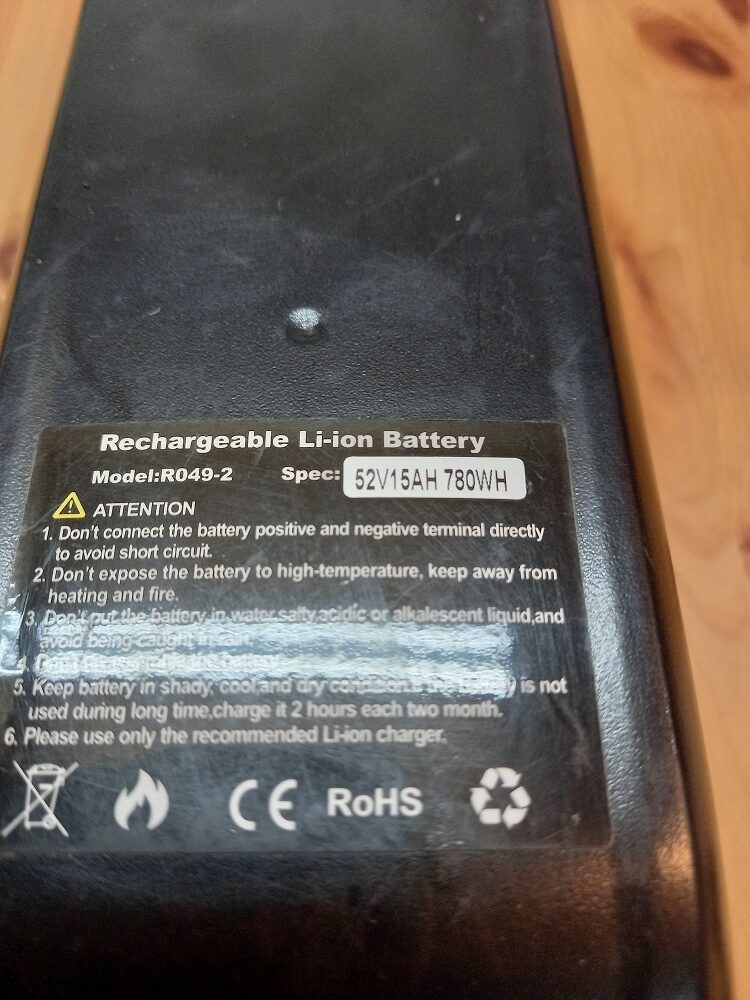 Rechargeable Li-ion Battery
Model:R049-2 Spec: 52V15AH 780WH
ATTENTION
1. Don't connect the battery positive and negative terminal directly
to avoid short circuit.
2. Don't expose the battery to high-temperature, keep away from
heating and fire.
3. Don't put the battery in water salty acidic or alkalescent liquid,and
avoid being caught in rain.
4. Don't the battery
5. Keep battery in shady, cool and dry is not
used during long time,charge it 2 hours each two month.
6. Please use only the recommended Li-ion charger.
CE RoHS